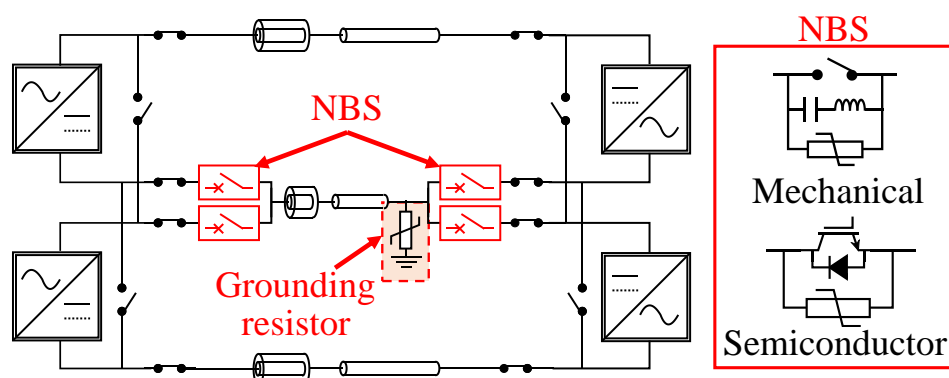 NBS
NBS
Mechanical
Grounding
resistor
Semiconductor